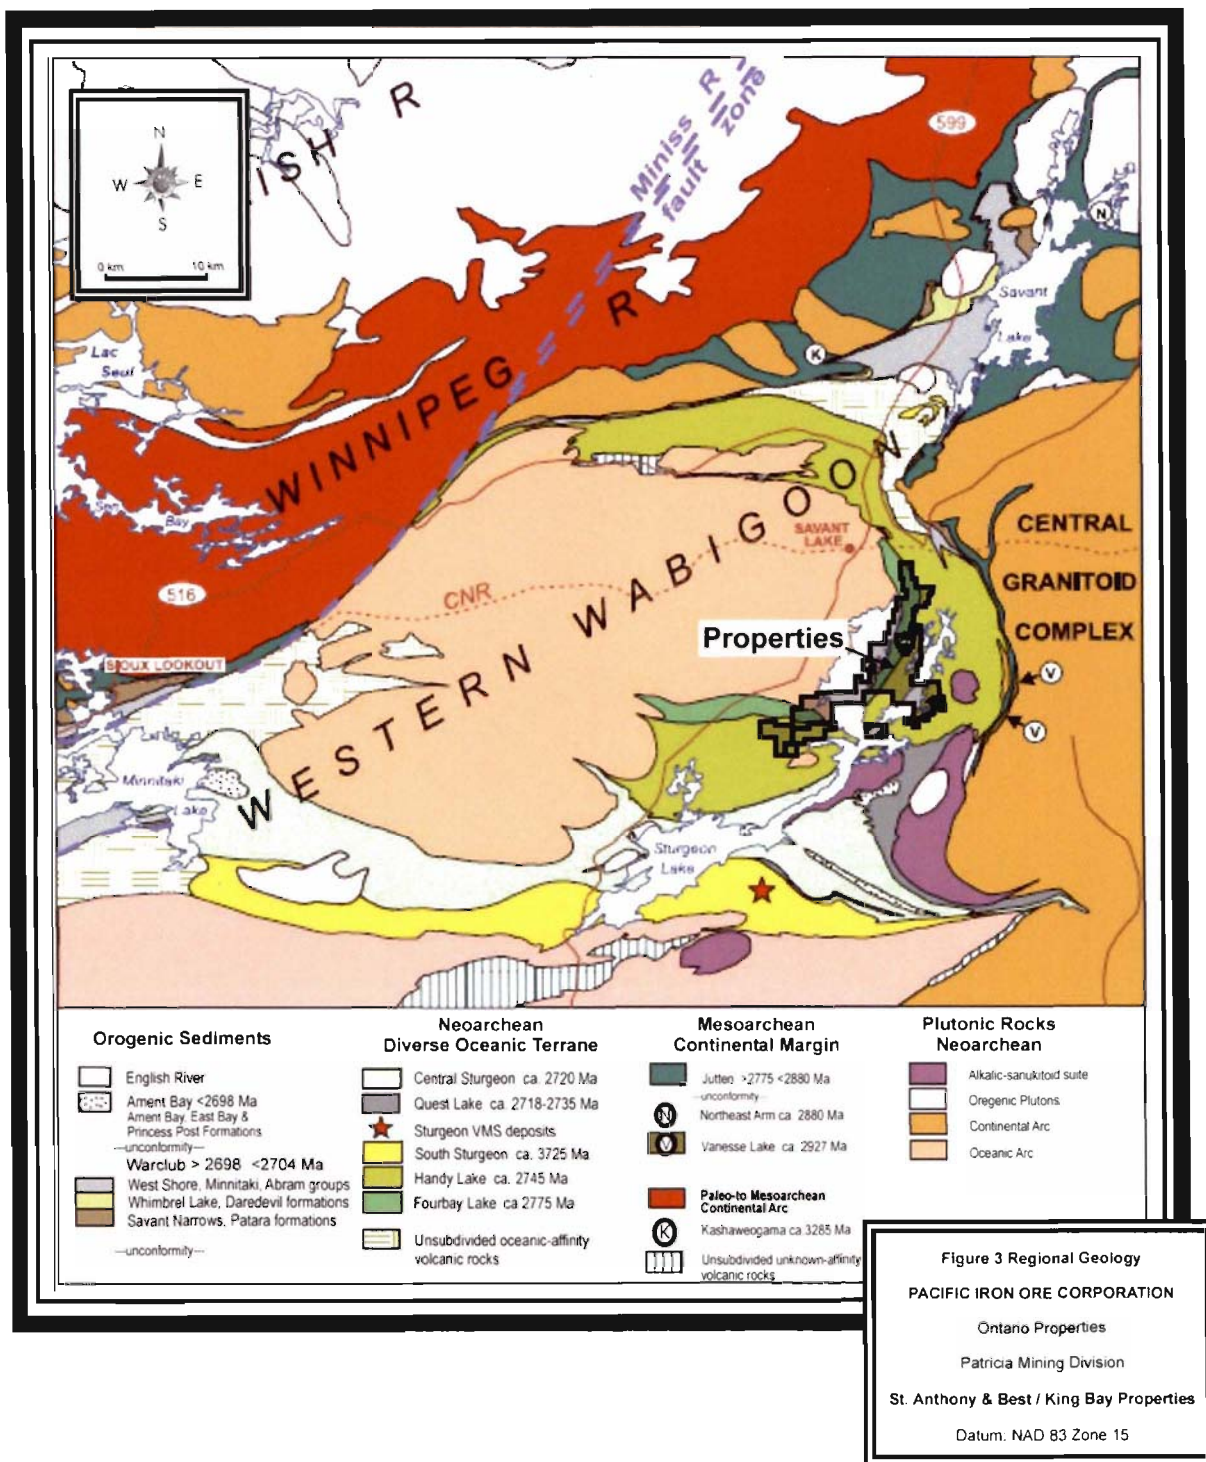 N
W E
S
0 km 10 km
ISH R
Miniss R
fault zone
599
N
Savant
Lake
K
Lac
Seul
WINNIPEG R
Bay
516
CNR
SAVANT
LAKE
CENTRAL
GRANITOID
COMPLEX
WESTERN WABIGOON
Properties
SIOUX LOOKOUT
V
V
Minnitaki
Lake
Sturgeon
Lake
Orogenic Sediments
English River
Ament Bay <2698 Ma
Ament Bay, East Bay &
Princess Post Formations
---unconformity---
Warclub > 2698 <2704 Ma
West Shore, Minnitaki, Abram groups
Whimbrel Lake, Daredevil formations
Savant Narrows, Patara formations
---unconformity---
Neoarchean
Diverse Oceanic Terrane
Central Sturgeon ca. 2720 Ma
Quest Lake ca. 2718-2735 Ma
Sturgeon VMS deposits
South Sturgeon ca. 3725 Ma
Handy Lake ca. 2745 Ma
Fourbay Lake ca 2775 Ma
Unsubdivided oceanic-affinity
volcanic rocks
Mesoarchean
Continental Margin
Jutten >2775 <2880 Ma
---unconformity---
N Northeast Arm ca. 2880 Ma
V Vanesse Lake ca 2927 Ma
Paleo-to Mesoarchean
Continental Arc
K Kashaweogama ca 3285 Ma
Unsubdivided unknown-affinity
volcanic rocks
Plutonic Rocks
Neoarchean
Alkalic-sanukitoid suite
Oregenic Plutons
Continental Arc
Oceanic Arc
Figure 3 Regional Geology
PACIFIC IRON ORE CORPORATION
Ontario Properties
Patricia Mining Division
St. Anthony & Best / King Bay Properties
Datum: NAD 83 Zone 15